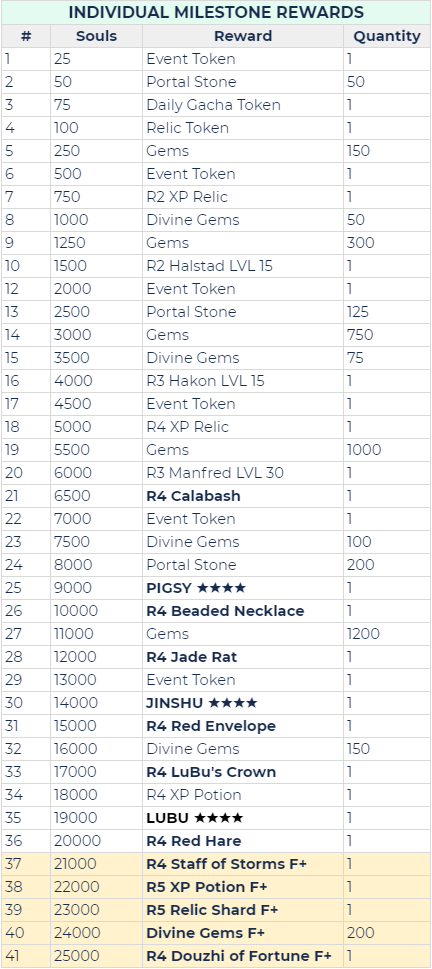 INDIVIDUAL MILESTONE REWARDS
# Souls Reward Quantity
1 25 Event Token 1
2 50 Portal Stone 50
3 75 Daily Gacha Token 1
4 100 Relic Token 1
5 250 Gems 150
6 500 Event Token 1
7 750 R2 XP Relic 1
8 1000 Divine Gems 50
9 1250 Gems 300
10 1500 R2 Halstad LVL 15 1
12 2000 Event Token 1
13 2500 Portal Stone 125
14 3000 Gems 750
15 3500 Divine Gems 75
16 4000 R3 Hakon LVL 15 1
17 4500 Event Token 1
18 5000 R4 XP Relic 1
19 5500 Gems 1000
20 6000 R3 Manfred LVL 30 1
21 6500 R4 Calabash 1
22 7000 Event Token 1
23 7500 Divine Gems 100
24 8000 Portal Stone 200
25 9000 PIGSY ★★★★ 1
26 10000 R4 Beaded Necklace 1
27 11000 Gems 1200
28 12000 R4 Jade Rat 1
29 13000 Event Token 1
30 14000 JINSHU ★★★★ 1
31 15000 R4 Red Envelope 1
32 16000 Divine Gems 150
33 17000 R4 LuBu's Crown 1
34 18000 R4 XP Potion 1
35 19000 LUBU ★★★★ 1
36 20000 R4 Red Hare 1
37 21000 R4 Staff of Storms F+ 1
38 22000 R5 XP Potion F+ 1
39 23000 R5 Relic Shard F+ 1
40 24000 Divine Gems F+ 200
41 25000 R4 Douzhi of Fortune F+ 1